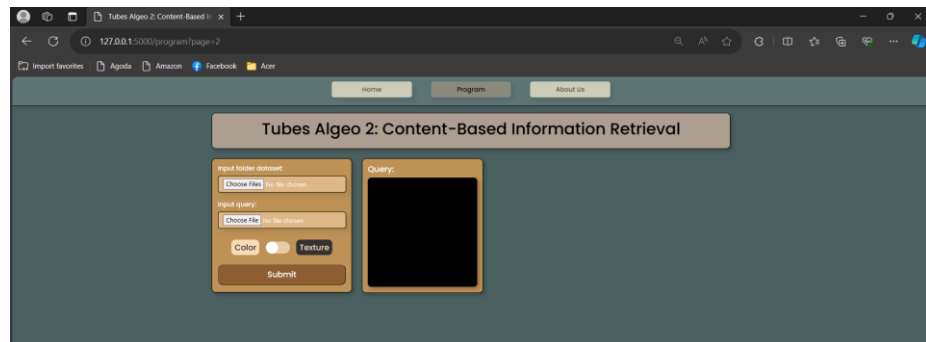 Tubes Algeo 2: Content-Based In
127.0.0.1:5000/program?page=2
Import favorites Agoda Amazon Facebook Acer
Home Program About Us
Tubes Algeo 2: Content-Based Information Retrieval
Input folder dataset:
Choose Files No file chosen
Input query:
Choose File No file chosen
Color Texture
Submit
Query: